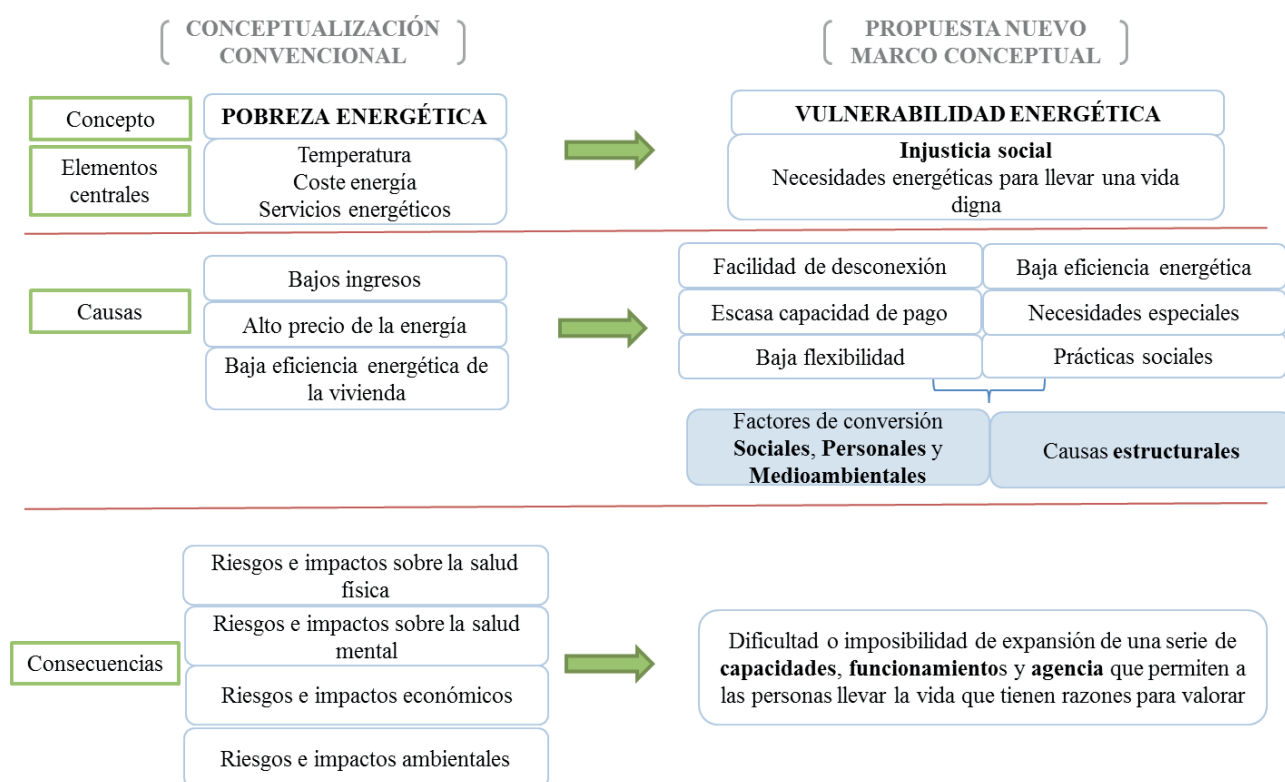 CONCEPTUALIZACIÓN
CONVENCIONAL
PROPUESTA NUEVO
MARCO CONCEPTUAL
Concepto
POBREZA ENERGÉTICA
VULNERABILIDAD ENERGÉTICA
Elementos
centrales
Temperatura
Coste energía
Servicios energéticos
Injusticia social
Necesidades energéticas para llevar una vida
digna
Causas
Bajos ingresos
Alto precio de la energía
Baja eficiencia energética de
la vivienda
Facilidad de desconexión
Baja eficiencia energética
Escasa capacidad de pago
Necesidades especiales
Baja flexibilidad
Prácticas sociales
Factores de conversión
Sociales, Personales y
Medioambientales
Causas estructurales
Consecuencias
Riesgos e impactos sobre la salud
física
Riesgos e impactos sobre la salud
mental
Riesgos e impactos económicos
Riesgos e impactos ambientales
Dificultad o imposibilidad de expansión de una serie de
capacidades, funcionamientos y agencia que permiten a
las personas llevar la vida que tienen razones para valorar